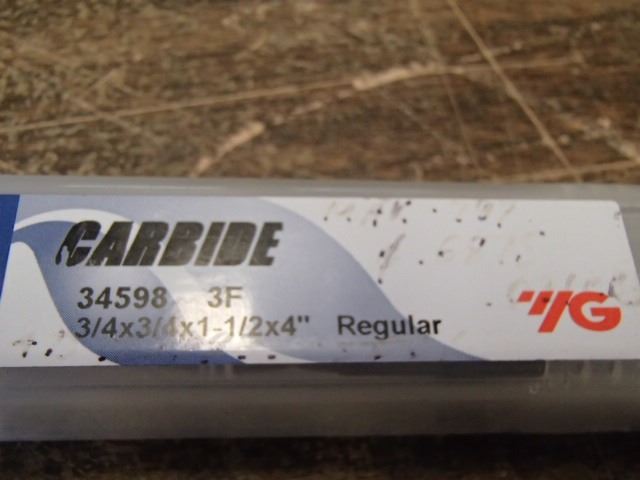 CARBIDE
34598 3F
3/4x3/4x1-1/2x4" Regular
YG